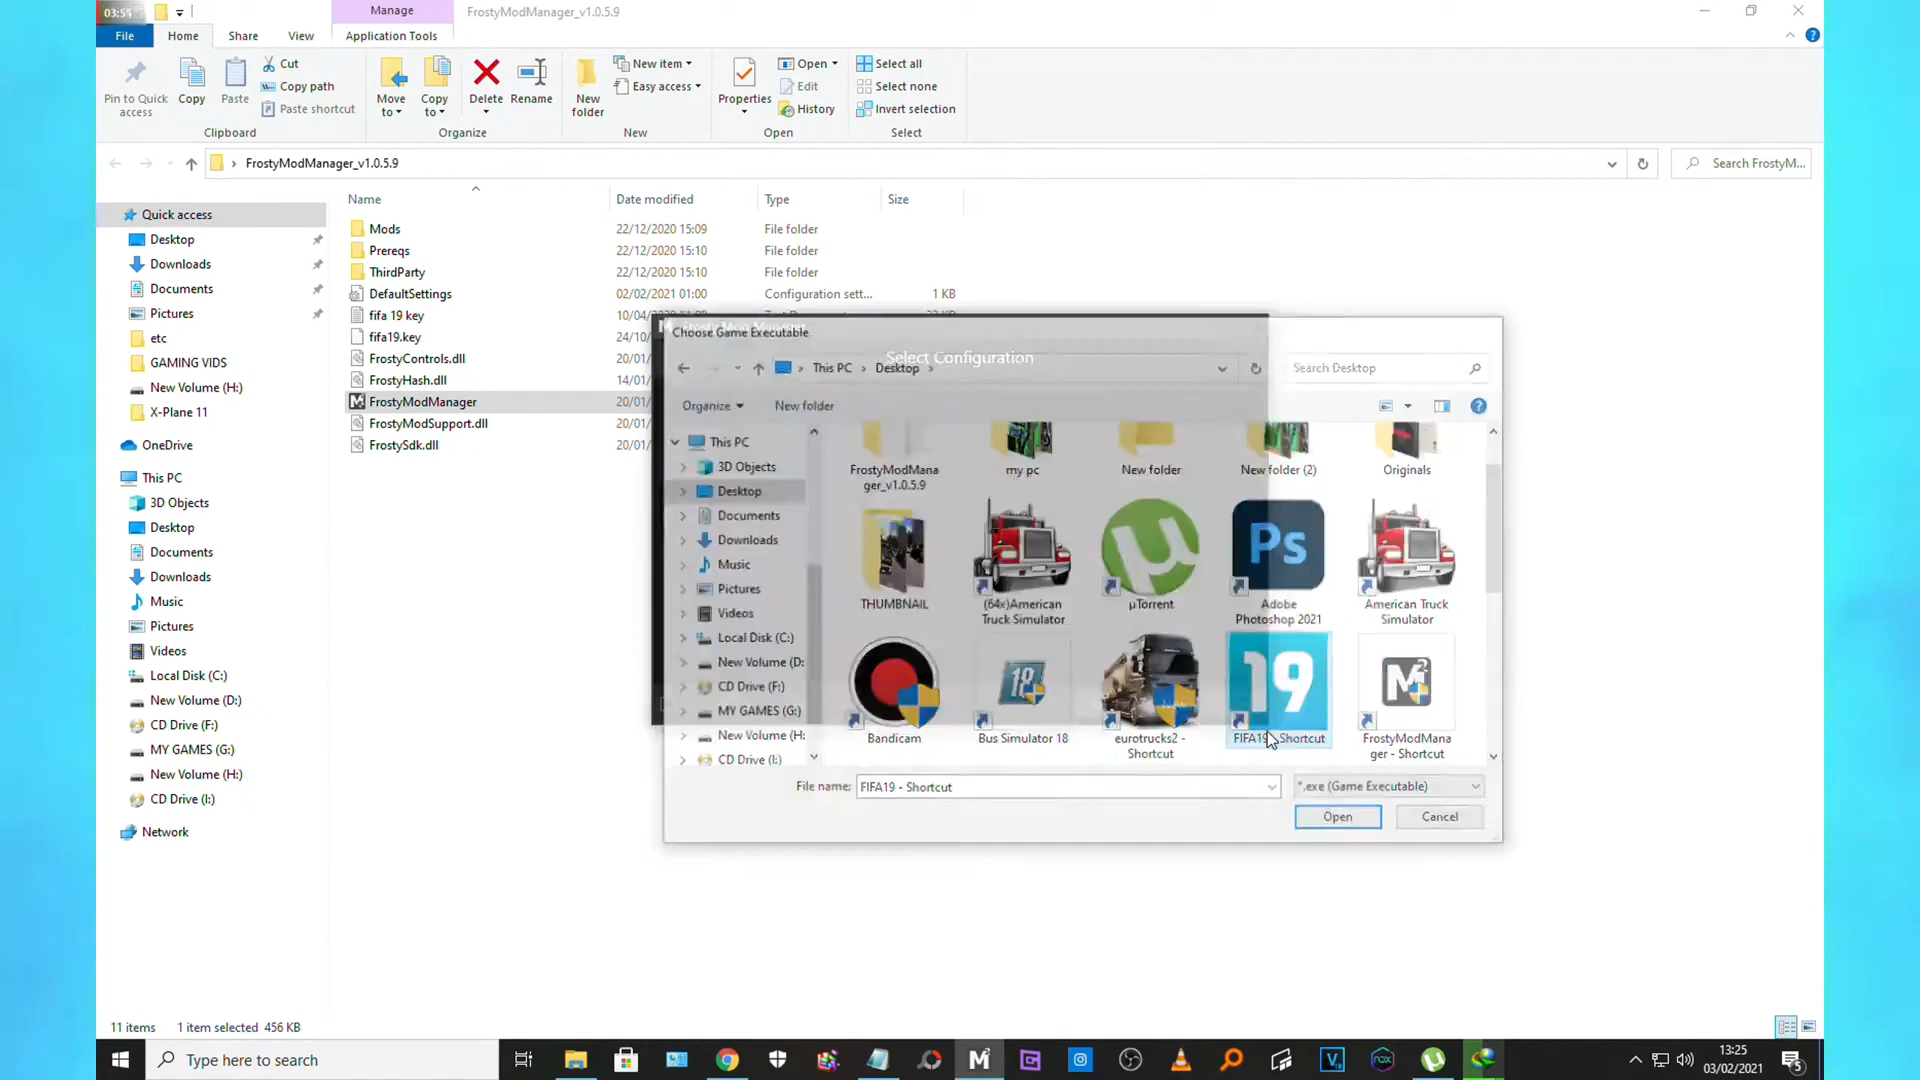 03:55
Manage
FrostyModManager_v1.0.5.9
File
Home
Share
View
Application Tools
Pin to Quick access
Copy
Paste
Cut
Copy path
Paste shortcut
Clipboard
Move to
Copy to
Delete
Rename
Organize
New folder
New item
Easy access
New
Properties
Open
Edit
History
Open
Select all
Select none
Invert selection
Select
FrostyModManager_v1.0.5.9
Search FrostyM...
Name
Date modified
Type
Size
Mods 22/12/2020 15:09 File folder
Prereqs 22/12/2020 15:10 File folder
ThirdParty 22/12/2020 15:10 File folder
DefaultSettings 02/02/2021 01:00 Configuration sett... 1 KB
fifa 19 key
fifa19.key 24/10
FrostyControls.dll 20/01
FrostyHash.dll 14/01
FrostyModManager 20/01
FrostyModSupport.dll 20/01
FrostySdk.dll 20/01
Quick access
Desktop
Downloads
Documents
Pictures
etc
GAMING VIDS
New Volume (H:)
X-Plane 11
OneDrive
This PC
3D Objects
Desktop
Documents
Downloads
Music
Pictures
Videos
Local Disk (C:)
New Volume (D:)
CD Drive (F:)
MY GAMES (G:)
New Volume (H:)
CD Drive (I:)
Network
Choose Game Executable
Select Configuration
This PC
Desktop
Search Desktop
Organize
New folder
This PC
3D Objects
Desktop
Documents
Downloads
Music
Pictures
Videos
Local Disk (C:)
New Volume (D:
CD Drive (F:)
MY GAMES (G:)
New Volume (H:
CD Drive (I:)
FrostyModMana
ger_v1.0.5.9
my pc
New folder
New folder (2)
Originals
THUMBNAIL
(64x)American
Truck Simulator
µTorrent
Ps
Adobe
Photoshop 2021
American Truck
Simulator
Bandicam
18
Bus Simulator 18
eurotrucks2 -
Shortcut
19
FIFA19 - Shortcut
M2
FrostyModMana
ger - Shortcut
File name:
FIFA19 - Shortcut
*.exe (Game Executable)
Open
Cancel
11 items
1 item selected 456 KB
Type here to search
13:25
03/02/2021
5